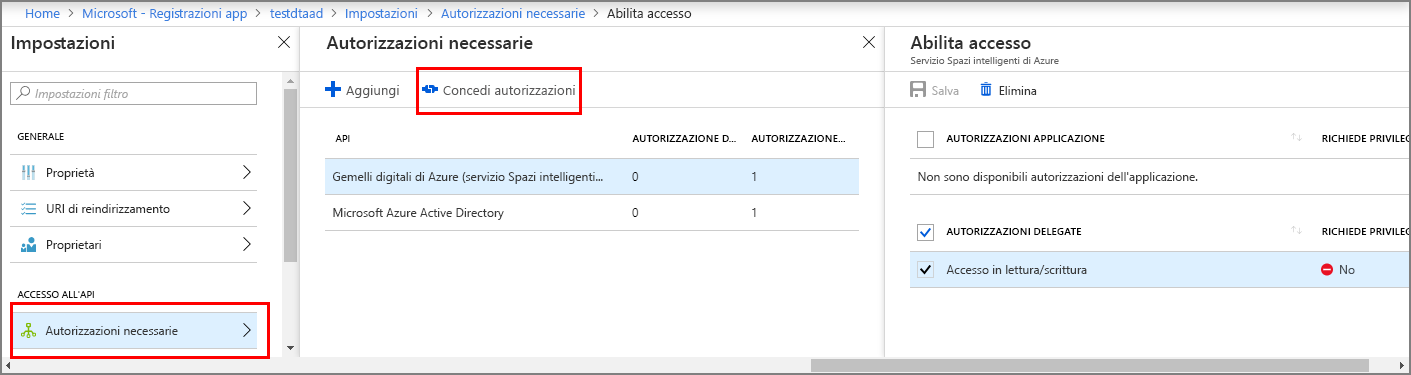 Home > Microsoft - Registrazioni app > testdtaad > Impostazioni > Autorizzazioni necessarie > Abilita accesso
Impostazioni
Impostazioni filtro
GENERALE
Proprietà
URI di reindirizzamento
Proprietari
ACCESSO ALL'API
Autorizzazioni necessarie
Autorizzazioni necessarie
Aggiungi Concedi autorizzazioni
API AUTORIZZAZIONE D... AUTORIZZAZIONE...
Gemelli digitali di Azure (servizio Spazi intelligenti... 0 1
Microsoft Azure Active Directory 0 1
Abilita accesso
Servizio Spazi intelligenti di Azure
Salva Elimina
AUTORIZZAZIONI APPLICAZIONE RICHIEDE PRIVILEG
Non sono disponibili autorizzazioni dell'applicazione.
AUTORIZZAZIONI DELEGATE RICHIEDE PRIVILEG
Accesso in lettura/scrittura No